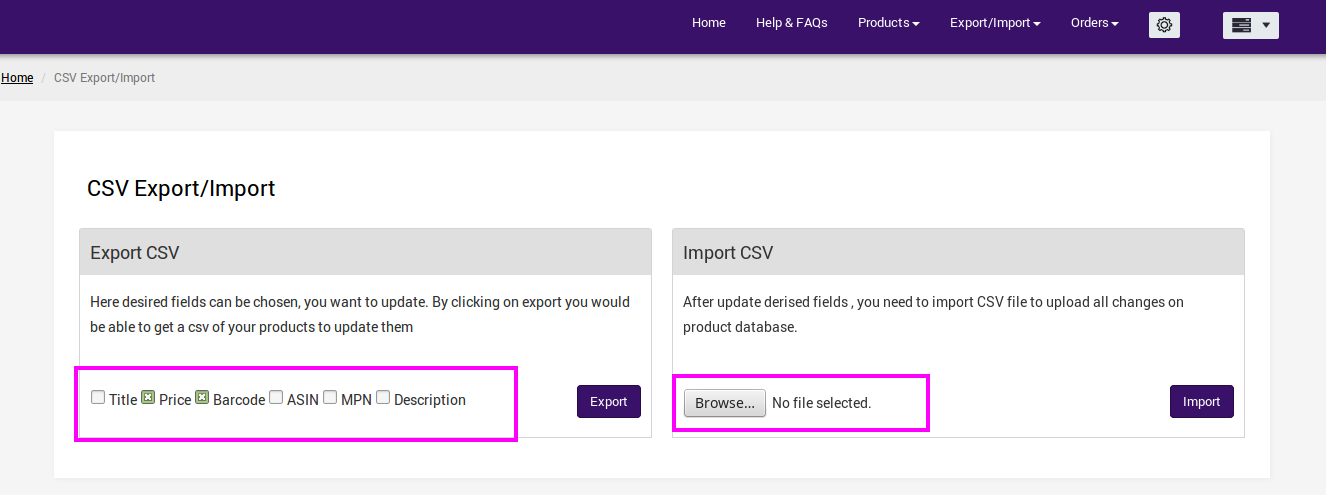 Home Help & FAQs Products Export/Import Orders
Home / CSV Export/Import
CSV Export/Import
Export CSV
Here desired fields can be chosen, you want to update. By clicking on export you would
be able to get a csv of your products to update them
Title Price Barcode ASIN MPN Description
Export
Import CSV
After update derised fields , you need to import CSV file to upload all changes on
product database.
Browse... No file selected.
Import